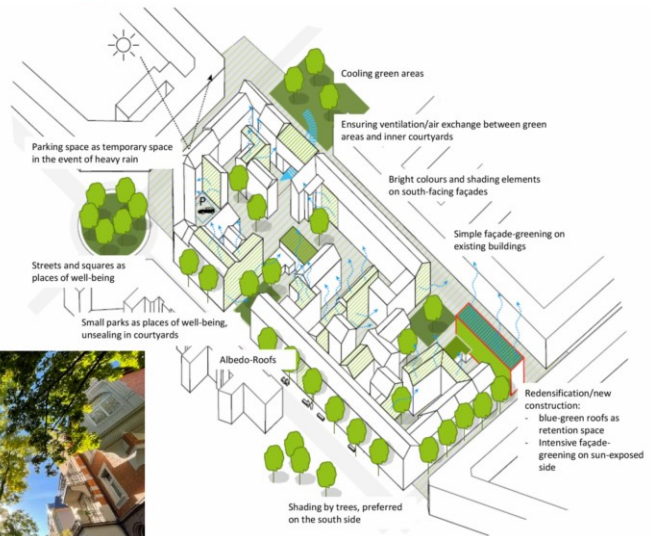 Cooling green areas
Ensuring ventilation/air exchange between green
areas and inner courtyards
Parking space as temporary space
in the event of heavy rain
Bright colours and shading elements
on south-facing façades
P
Simple façade-greening on
existing buildings
Streets and squares as
places of well-being
Small parks as places of well-being,
unsealing in courtyards
Albedo-Roofs
Redensification/new
construction:
- blue-green roofs as
retention space
- Intensive façade-
greening on sun-exposed
side
Shading by trees, preferred
on the south side